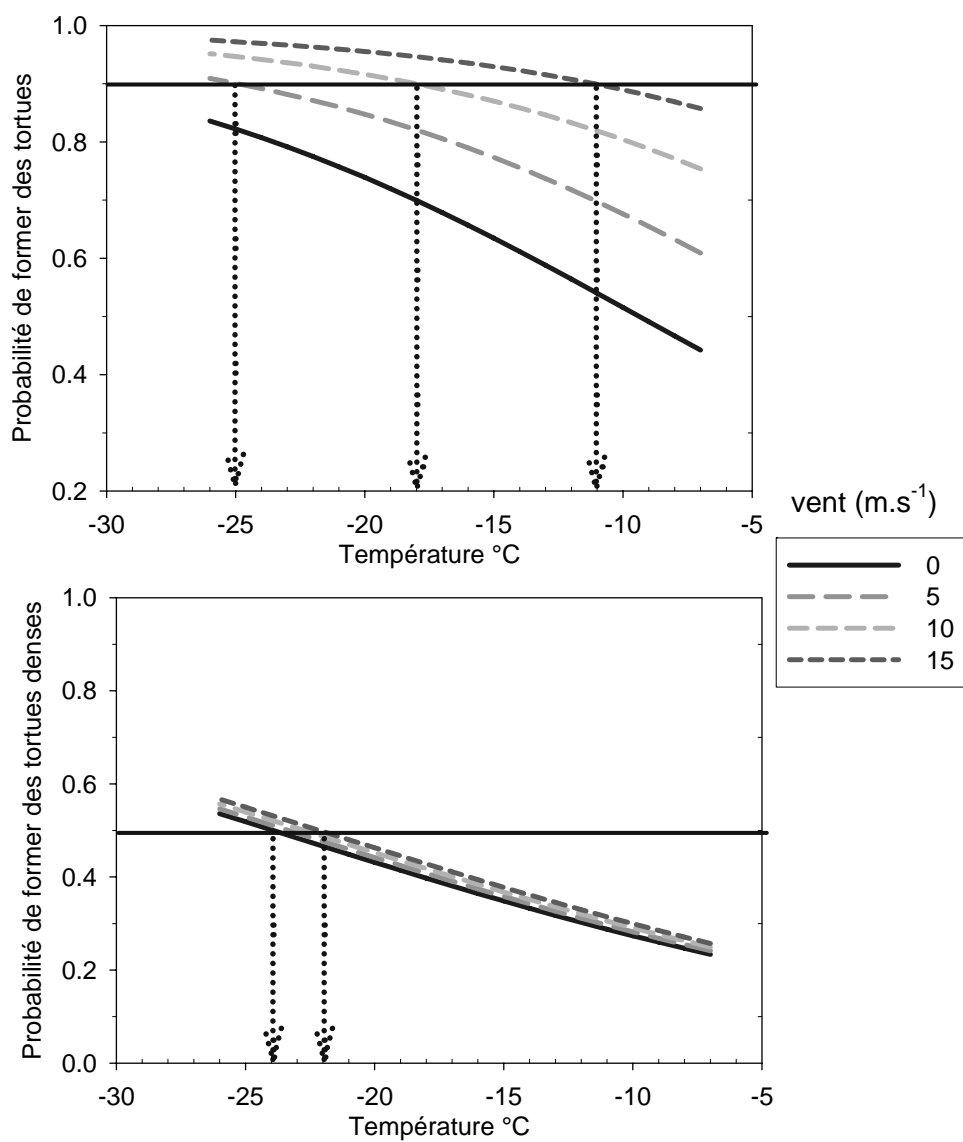 Probabilité de former des tortues
1.0
0.8
0.6
0.4
0.2
-30 -25 -20 -15 -10 -5
Température °C
vent (m.s-1)
0
5
10
15
Probabilité de former des tortues denses
1.0
0.8
0.6
0.4
0.2
0.0
-30 -25 -20 -15 -10 -5
Température °C